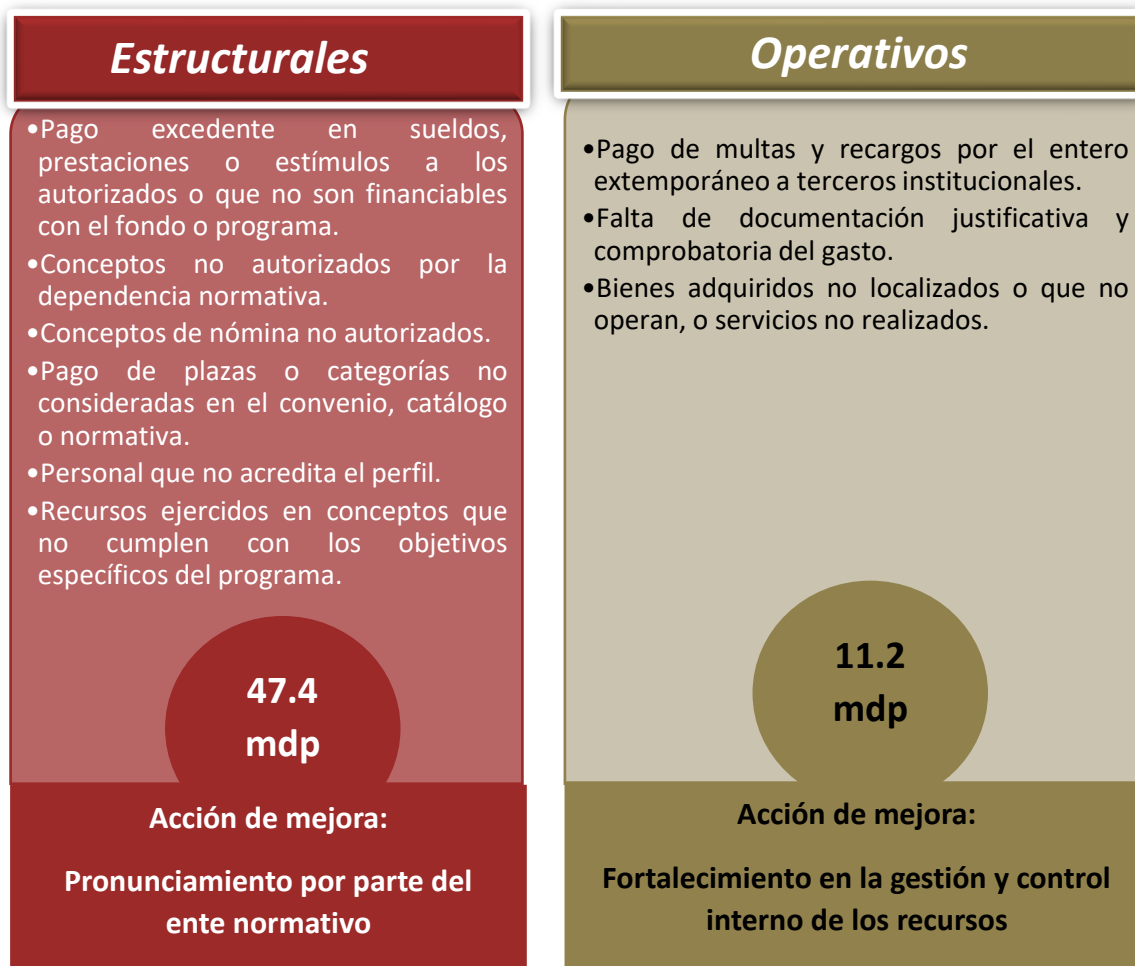 Estructurales
•Pago excedente en sueldos,
prestaciones o estímulos a los
autorizados o que no son financiables
con el fondo o programa.
•Conceptos no autorizados por la
dependencia normativa.
•Conceptos de nómina no autorizados.
•Pago de plazas o categorías no
consideradas en el convenio, catálogo
o normativa.
•Personal que no acredita el perfil.
•Recursos ejercidos en conceptos que
no cumplen con los objetivos
específicos del programa.
47.4
mdp
Acción de mejora:
Pronunciamiento por parte del
ente normativo
Operativos
•Pago de multas y recargos por el entero
extemporáneo a terceros institucionales.
•Falta de documentación justificativa y
comprobatoria del gasto.
•Bienes adquiridos no localizados o que no
operan, o servicios no realizados.
11.2
mdp
Acción de mejora:
Fortalecimiento en la gestión y control
interno de los recursos